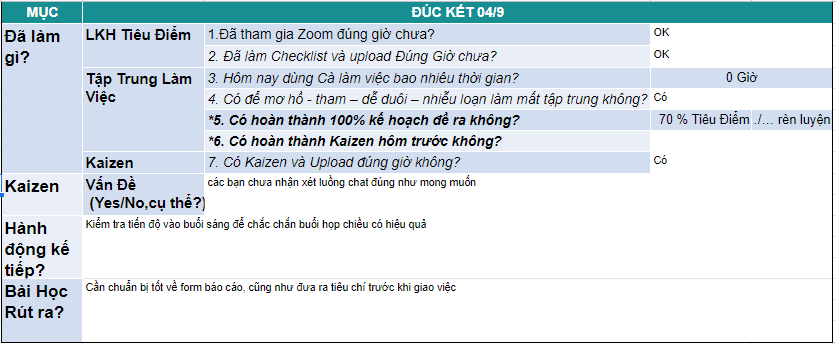 MỤC ĐÚC KẾT 04/9
Đã làm gì?
LKH Tiêu Điểm
1.Đã tham gia Zoom đúng giờ chưa? OK
2. Đã làm Checklist và upload Đúng Giờ chưa? OK
Tập Trung Làm Việc
3. Hôm nay dùng Cà làm việc bao nhiêu thời gian? 0 Giờ
4. Có để mơ hồ - tham – dễ duôi – nhiễu loạn làm mất tập trung không? Có
*5. Có hoàn thành 100% kế hoạch đề ra không? 70 % Tiêu Điểm ./… rèn luyện
*6. Có hoàn thành Kaizen hôm trước không?
Kaizen 7. Có Kaizen và Upload đúng giờ không? Có
Kaizen
Vấn Đề
(Yes/No,cụ thể?)
các bạn chưa nhận xét luồng chat đúng như mong muốn
Hành động kế tiếp?
Kiểm tra tiến độ vào buổi sáng để chắc chắn buổi họp chiều có hiệu quả
Bài Học Rút ra?
Cần chuẩn bị tốt về form báo cáo, cũng như đưa ra tiêu chí trước khi giao việc